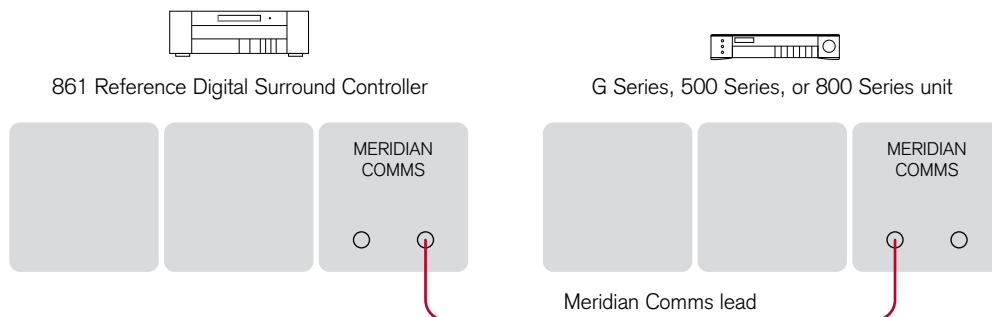 861 Reference Digital Surround Controller
G Series, 500 Series, or 800 Series unit
MERIDIAN
COMMS
MERIDIAN
COMMS
Meridian Comms lead